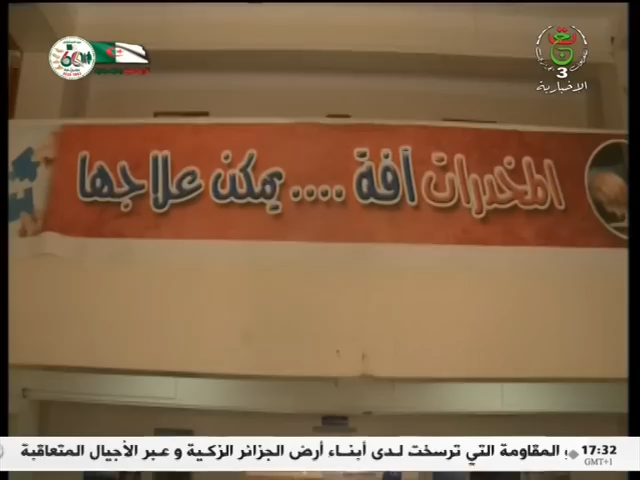 3
الإخبارية
60
المخدرات آفة .... يمكن علاجها
المقاومة التي ترسخت لدى أبناء أرض الجزائر الزكية و عبر الأجيال المتعاقبة
17:32
GMT+1